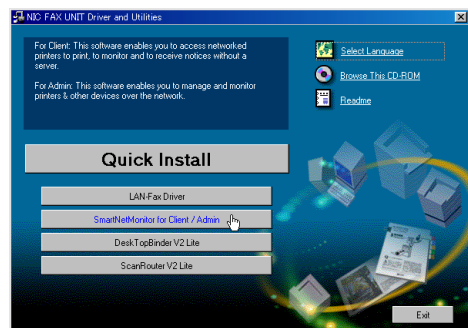 NIC FAX UNIT Driver and Utilities
For Client: This software enables you to access networked
printers to print, to monitor and to receive notices without a
server.
For Admin: This software enables you to manage and monitor
printers & other devices over the network.
Select Language
Browse This CD-ROM
Readme
Quick Install
LAN-Fax Driver
SmartNetMonitor for Client / Admin
DeskTopBinder V2 Lite
ScanRouter V2 Lite
Exit